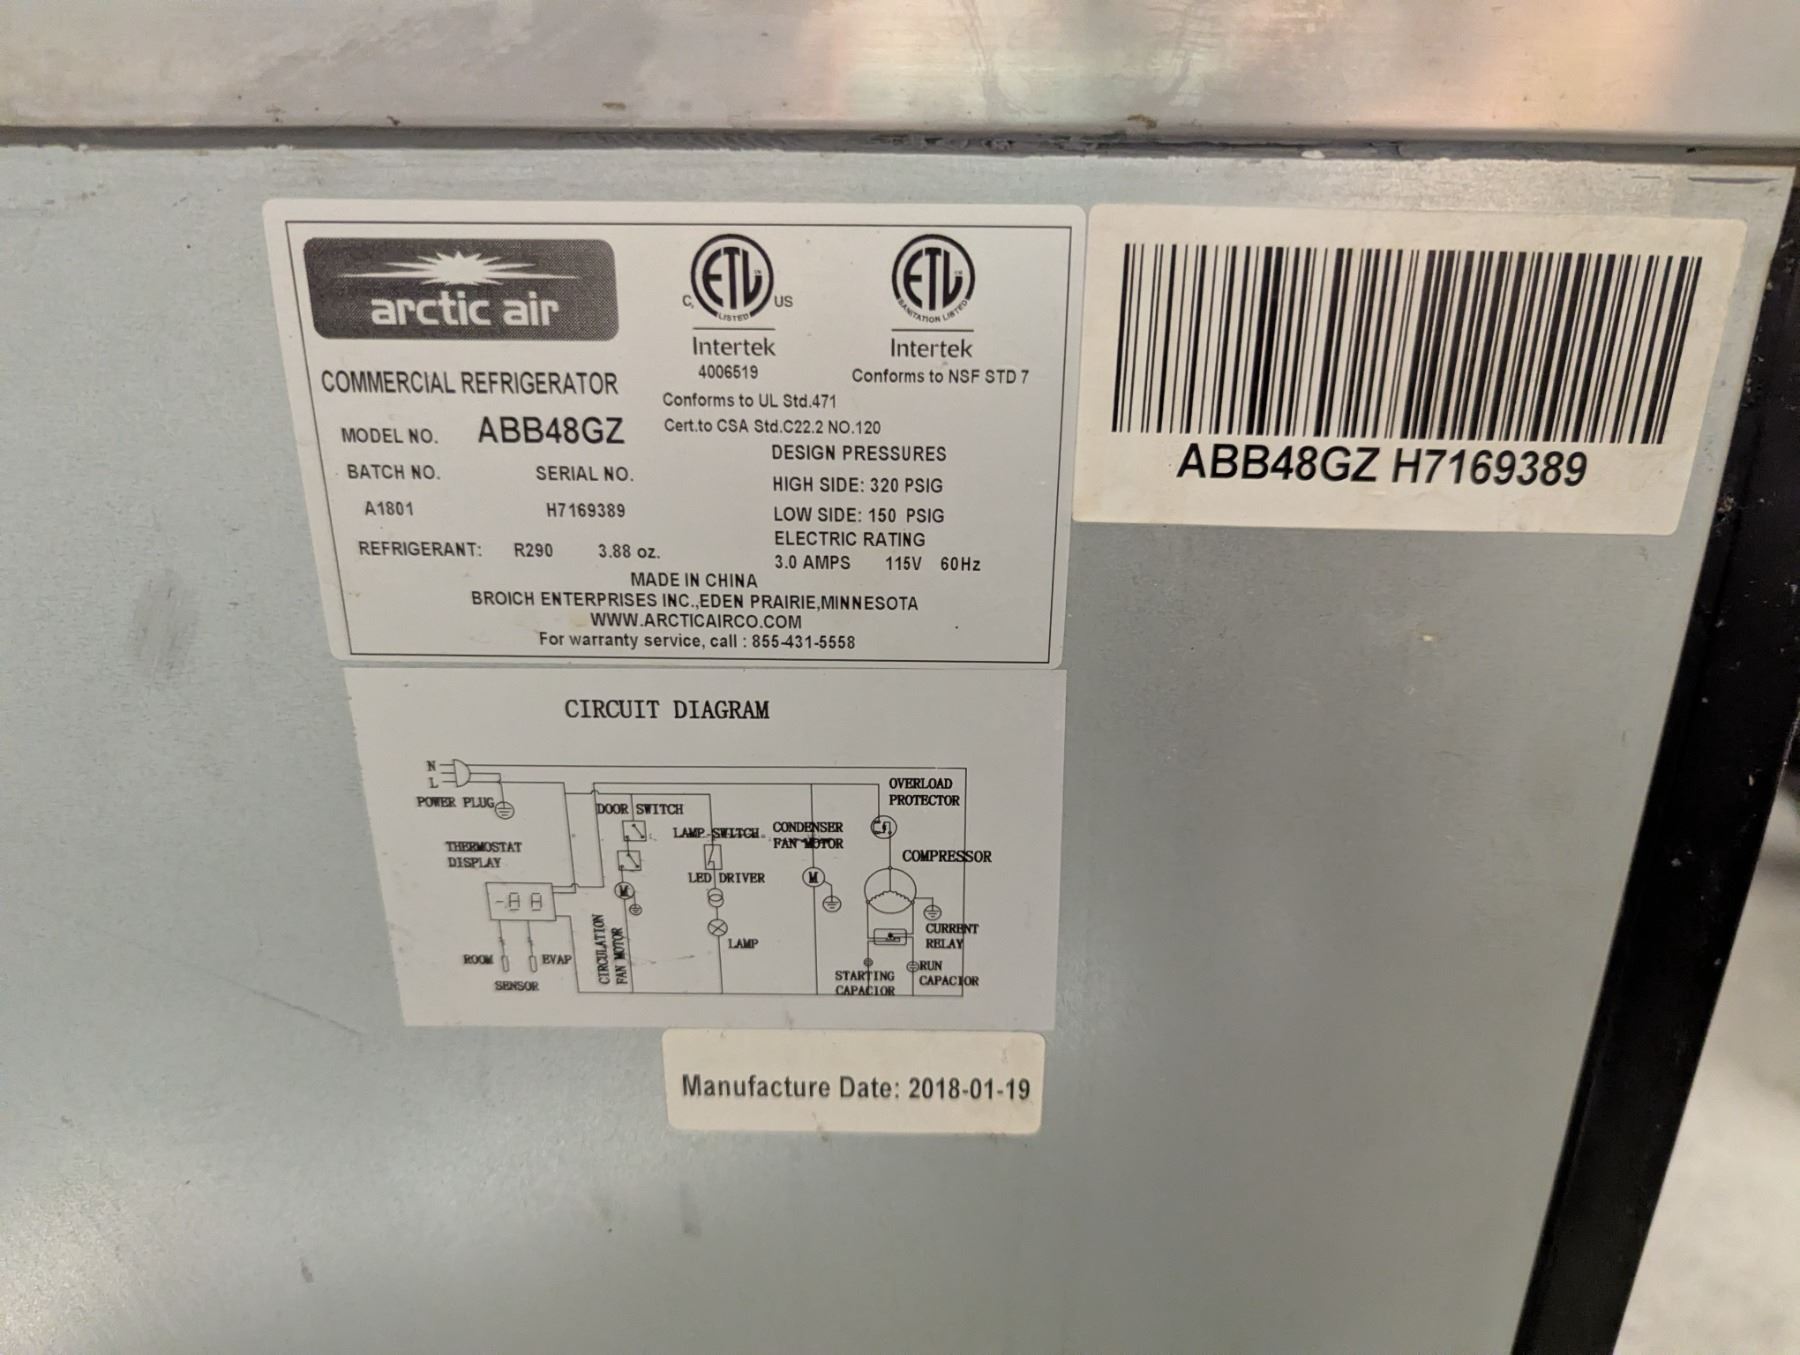 arctic air
COMMERCIAL REFRIGERATOR
MODEL NO. ABB48GZ
BATCH NO. SERIAL NO.
A1801 H7169389
REFRIGERANT: R290 3.88 oz.
C, ETL LISTED US
Intertek
4006519
Conforms to UL Std.471
Cert.to CSA Std.C22.2 NO.120
ETL SANITATION LISTED
Intertek
Conforms to NSF STD 7
DESIGN PRESSURES
HIGH SIDE: 320 PSIG
LOW SIDE: 150 PSIG
ELECTRIC RATING
3.0 AMPS 115V 60Hz
MADE IN CHINA
BROICH ENTERPRISES INC.,EDEN PRAIRIE,MINNESOTA
WWW.ARCTICAIRCO.COM
For warranty service, call : 855-431-5558
ABB48GZ H7169389
CIRCUIT DIAGRAM
N
L
POWER PLUG
THERMOSTAT
DISPLAY
-88
ROOM
EVAP
SENSOR
DOOR SWITCH
M
CIRCULATION
FAN MOTOR
LAMP SWITCH
LED DRIVER
LAMP
CONDENSER
FAN MOTOR
M
OVERLOAD
PROTECTOR
COMPRESSOR
CURRENT
RELAY
STARTING
CAPACIOR
RUN
CAPACIOR
Manufacture Date: 2018-01-19